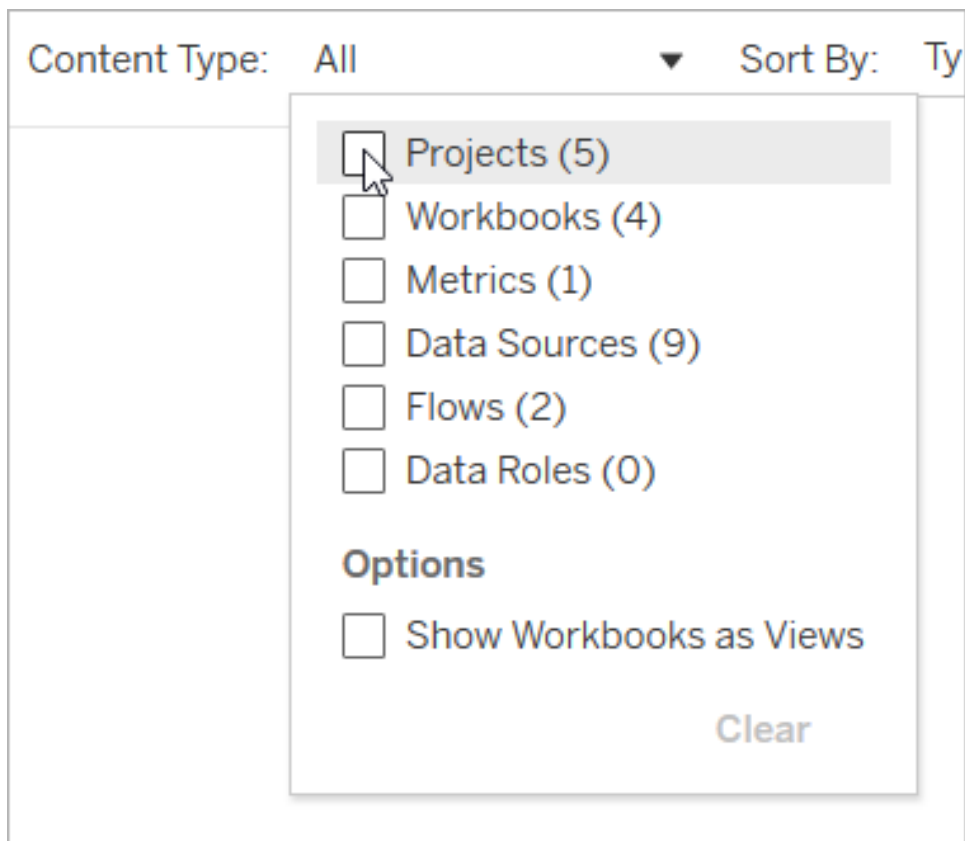 Content Type: All Sort By: Ty
Projects (5)
Workbooks (4)
Metrics (1)
Data Sources (9)
Flows (2)
Data Roles (0)
Options
Show Workbooks as Views
Clear